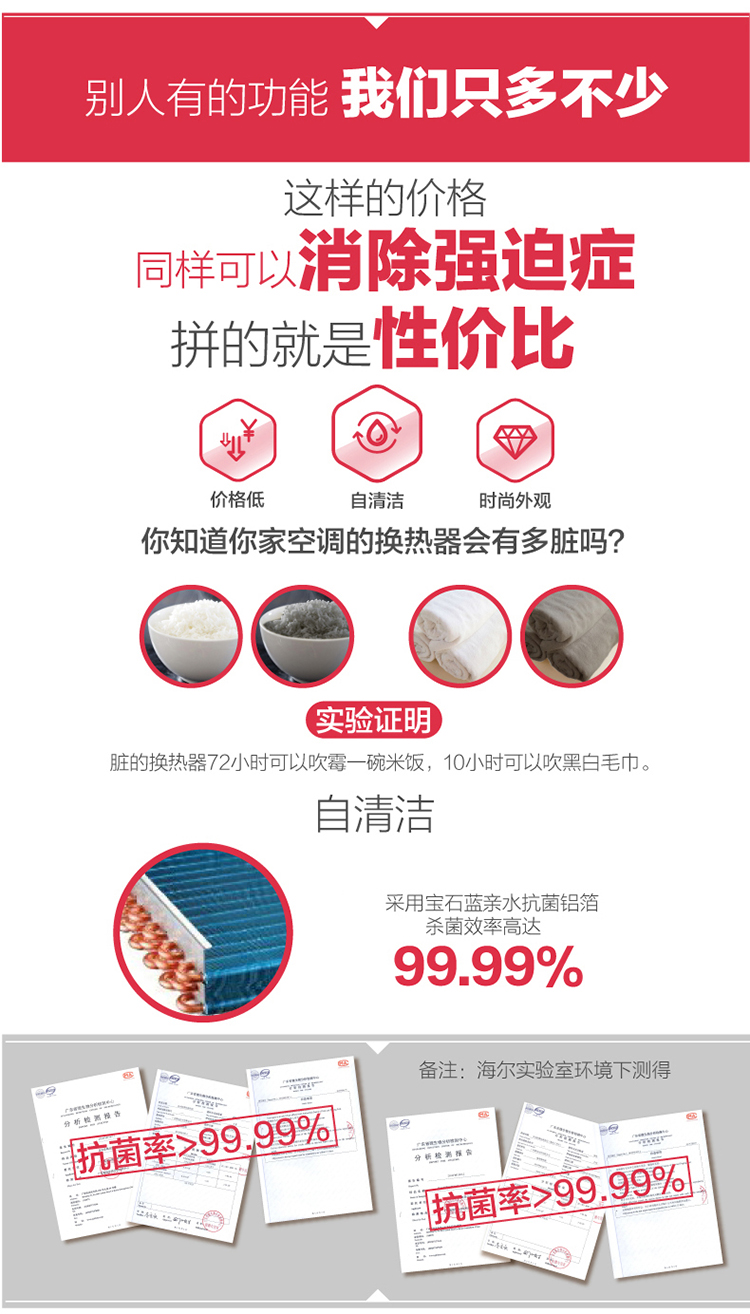 别人有的功能 我们只多不少
这样的价格
同样可以消除强迫症
拼的就是性价比
价格低
自清洁
时尚外观
你知道你家空调的换热器会有多脏吗？
实验证明
脏的换热器72小时可以吹霉一碗米饭，10小时可以吹黑白毛巾。
自清洁
采用宝石蓝亲水抗菌铝箔
杀菌效率高达
99.99%
备注：海尔实验室环境下测得
分析检测报告
抗菌率>99.99%
分析检测报告
抗菌率>99.99%